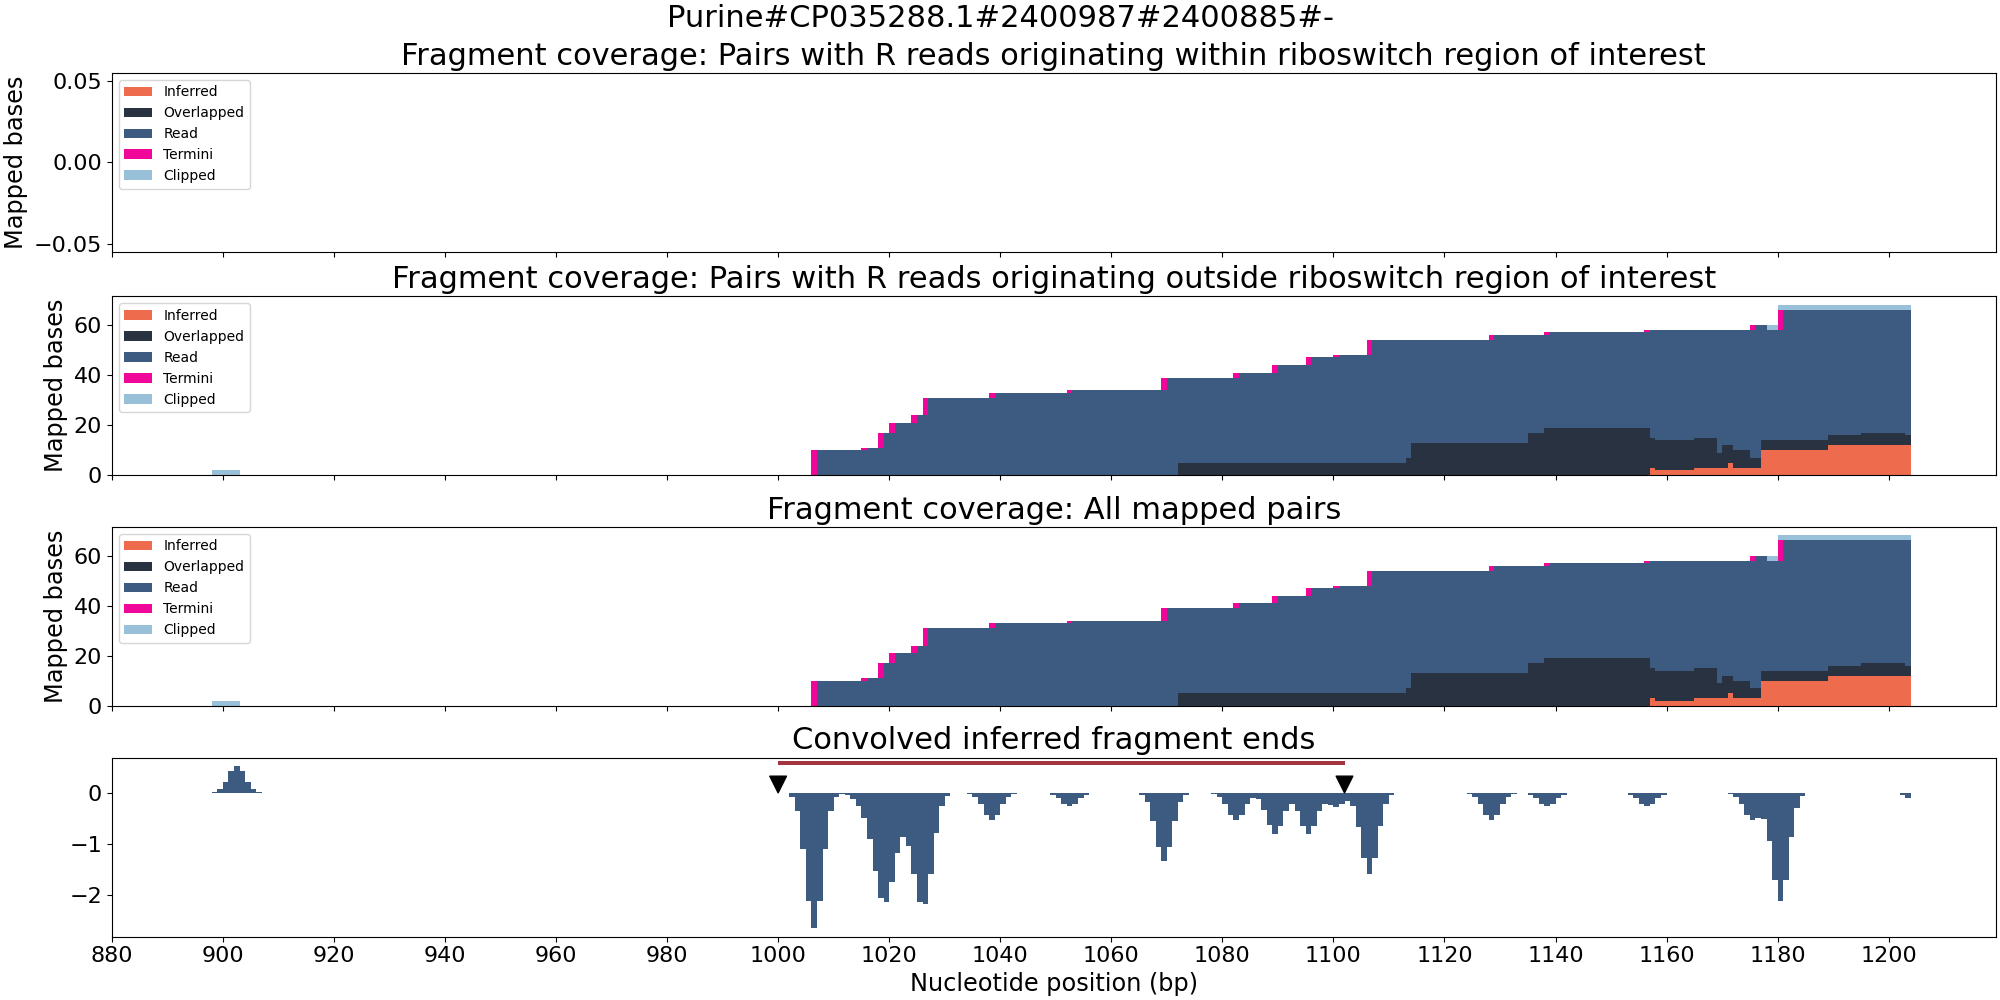 Purine#CP035288.1#2400987#2400885#-
Fragment coverage: Pairs with R reads originating within riboswitch region of interest
Mapped bases
0.05
0.00
−0.05
Inferred
Overlapped
Read
Termini
Clipped
Fragment coverage: Pairs with R reads originating outside riboswitch region of interest
Mapped bases
60
40
20
0
Inferred
Overlapped
Read
Termini
Clipped
Fragment coverage: All mapped pairs
Mapped bases
60
40
20
0
Inferred
Overlapped
Read
Termini
Clipped
Convolved inferred fragment ends
0
−1
−2
880 900 920 940 960 980 1000 1020 1040 1060 1080 1100 1120 1140 1160 1180 1200
Nucleotide position (bp)